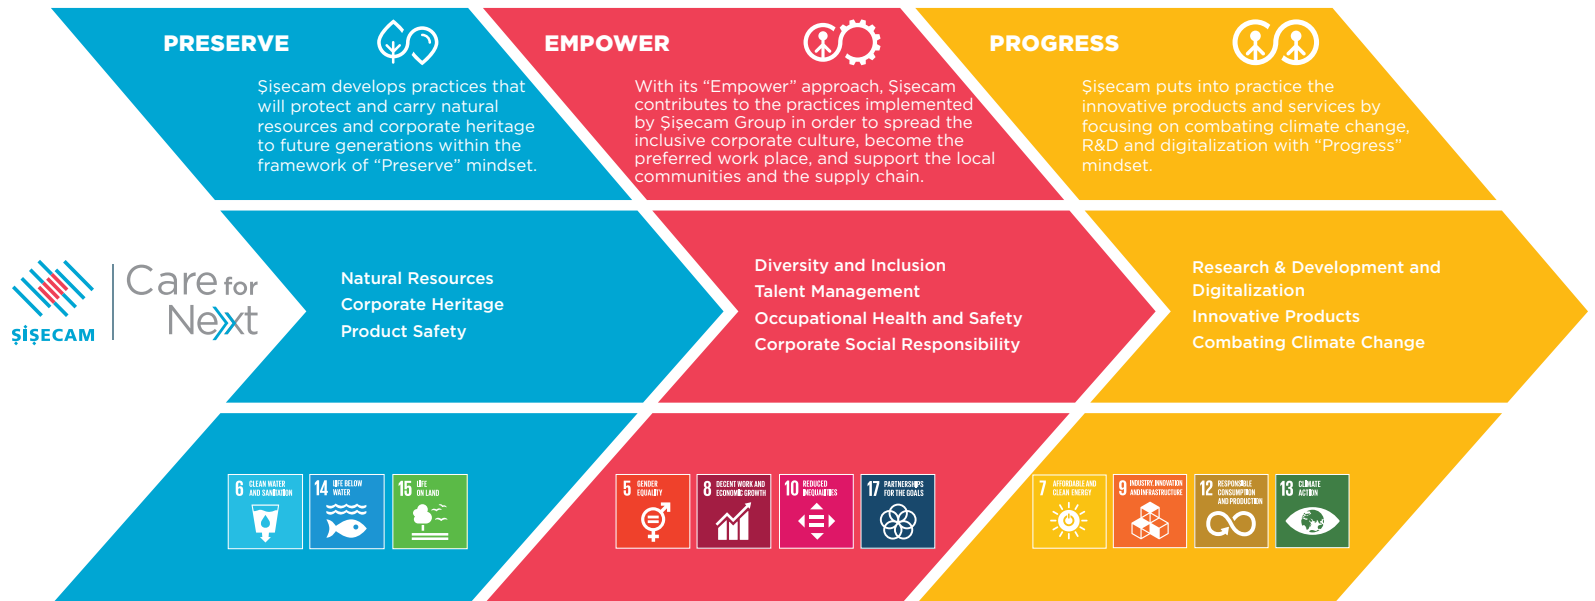 PRESERVE
Şişecam develops practices that
will protect and carry natural
resources and corporate heritage
to future generations within the
framework of “Preserve” mindset.
EMPOWER
With its “Empower” approach, Şişecam
contributes to the practices implemented
by Şişecam Group in order to spread the
inclusive corporate culture, become the
preferred work place, and support the local
communities and the supply chain.
PROGRESS
Şişecam puts into practice the
innovative products and services by
focusing on combating climate change,
R&D and digitalization with “Progress”
mindset.
ŞİŞECAM
Care for
Next
Natural Resources
Corporate Heritage
Product Safety
Diversity and Inclusion
Talent Management
Occupational Health and Safety
Corporate Social Responsibility
Research & Development and
Digitalization
Innovative Products
Combating Climate Change
6 CLEAN WATER
AND SANITATION
14 LIFE BELOW
WATER
15 LIFE
ON LAND
5 GENDER
EQUALITY
8 DECENT WORK AND
ECONOMIC GROWTH
10 REDUCED
INEQUALITIES
17 PARTNERSHIPS
FOR THE GOALS
7 AFFORDABLE AND
CLEAN ENERGY
9 INDUSTRY, INNOVATION
AND INFRASTRUCTURE
12 RESPONSIBLE
CONSUMPTION
AND PRODUCTION
13 CLIMATE
ACTION